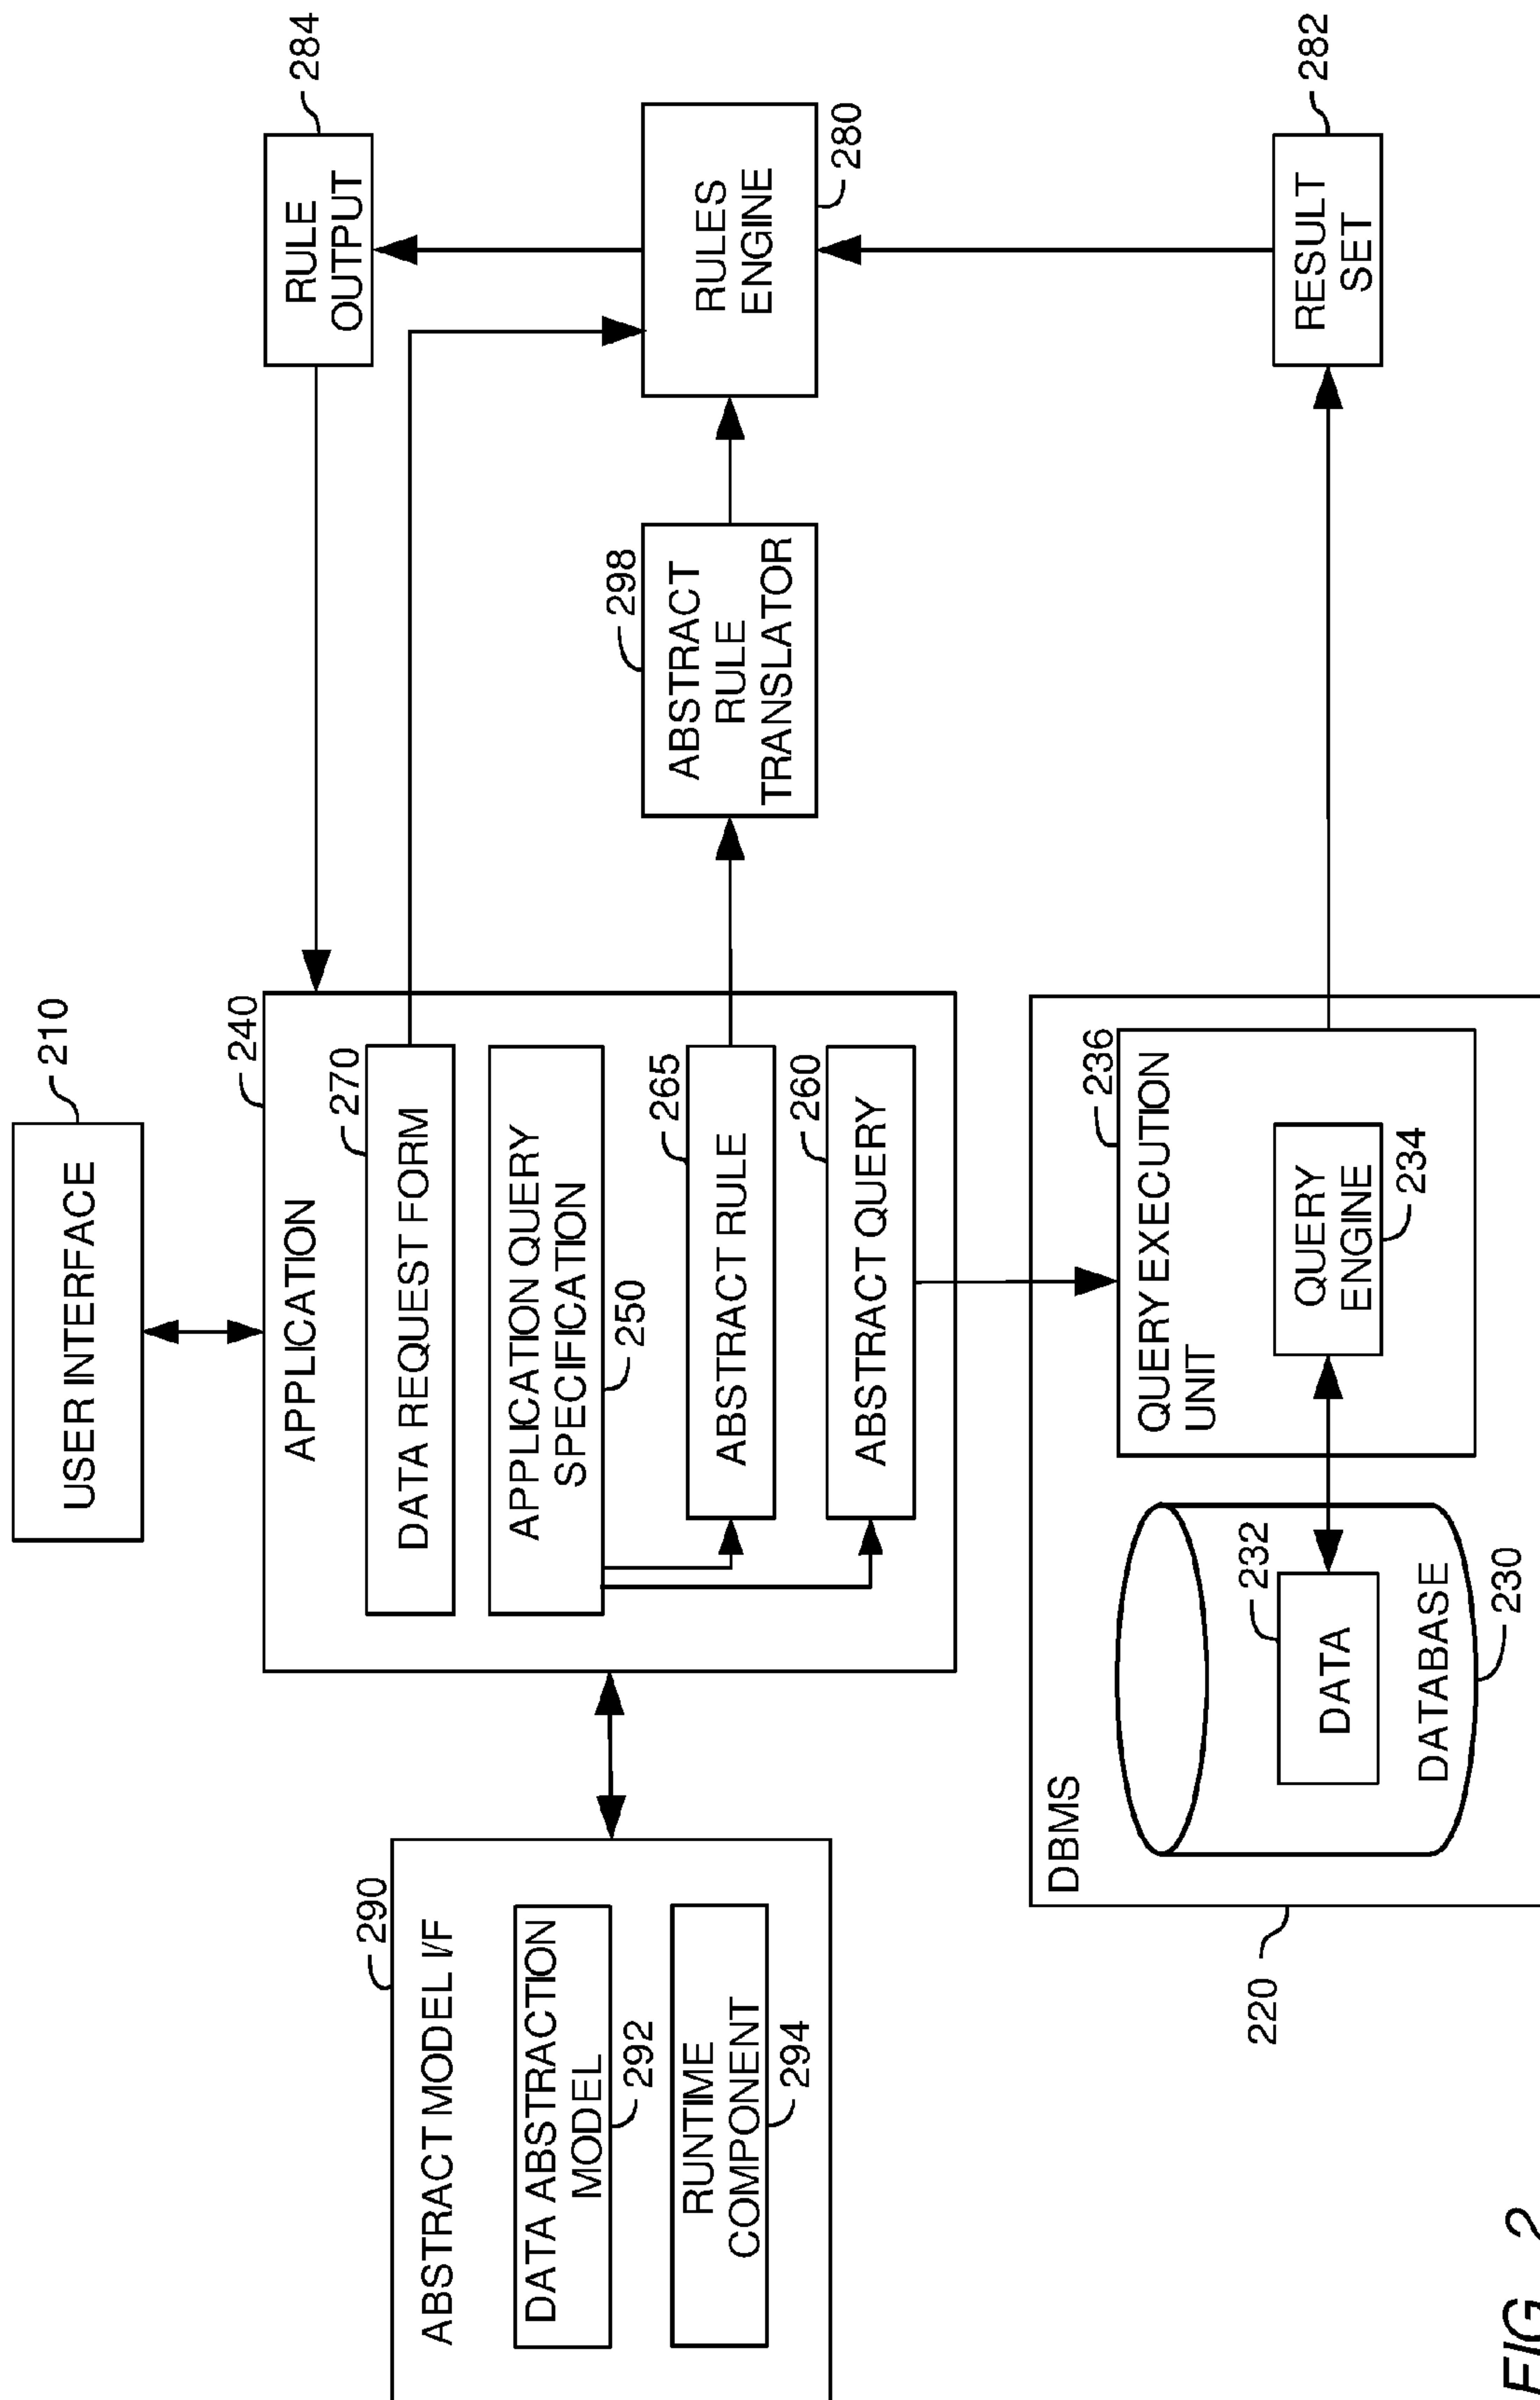 USER INTERFACE
210
240
APPLICATION
270
DATA REQUEST FORM
APPLICATION QUERY
SPECIFICATION
250
265
ABSTRACT RULE
260
ABSTRACT QUERY
290
ABSTRACT MODEL I/F
DATA ABSTRACTION
MODEL
292
RUNTIME
COMPONENT
294
298
ABSTRACT
RULE
TRANSLATOR
284
RULE
OUTPUT
RULES
ENGINE
280
282
RESULT
SET
220
DBMS
232
DATA
DATABASE
230
236
QUERY EXECUTION
UNIT
QUERY
ENGINE
234
FIG. 2